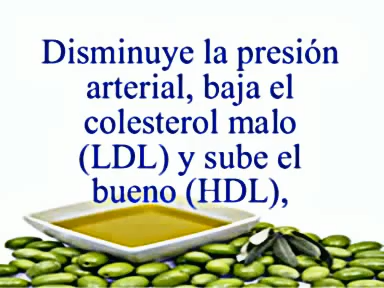 Disminuye la presión
arterial, baja el
colesterol malo
(LDL) y sube el
bueno (HDL),